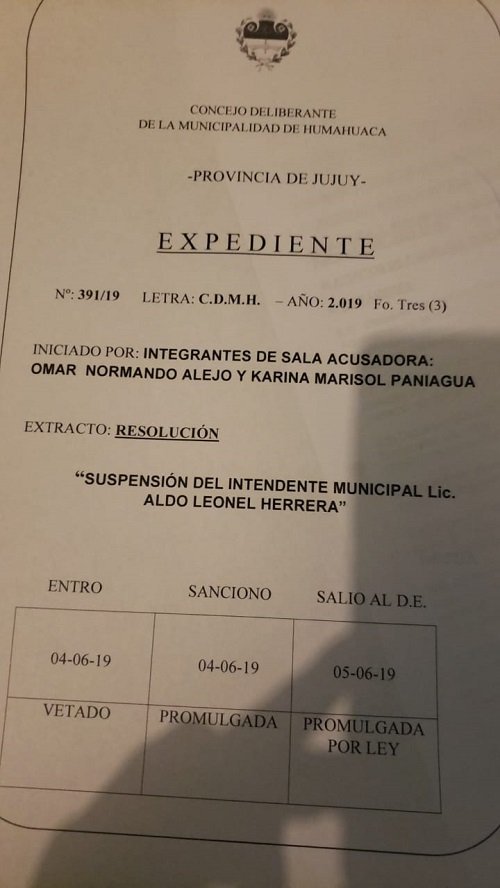 CONCEJO DELIBERANTE
DE LA MUNICIPALIDAD DE HUMAHUACA
-PROVINCIA DE JUJUY-
EXPEDIENTE
Nº: 391/19 LETRA: C.D.M.H. – AÑO: 2.019 Fo. Tres (3)
INICIADO POR: INTEGRANTES DE SALA ACUSADORA:
OMAR NORMANDO ALEJO Y KARINA MARISOL PANIAGUA
EXTRACTO: RESOLUCIÓN
“SUSPENSIÓN DEL INTENDENTE MUNICIPAL Lic.
ALDO LEONEL HERRERA”
ENTRO SANCIONO SALIO AL D.E.
04-06-19 04-06-19 05-06-19
VETADO PROMULGADA PROMULGADA
POR LEY